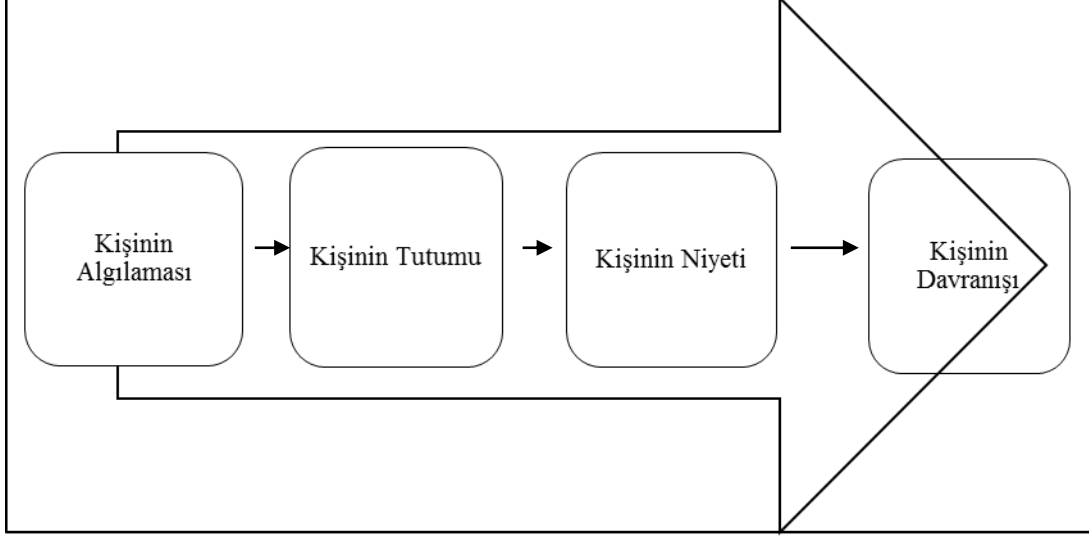 Kişinin
Algılaması
Kişinin Tutumu
Kişinin Niyeti
Kişinin
Davranışı